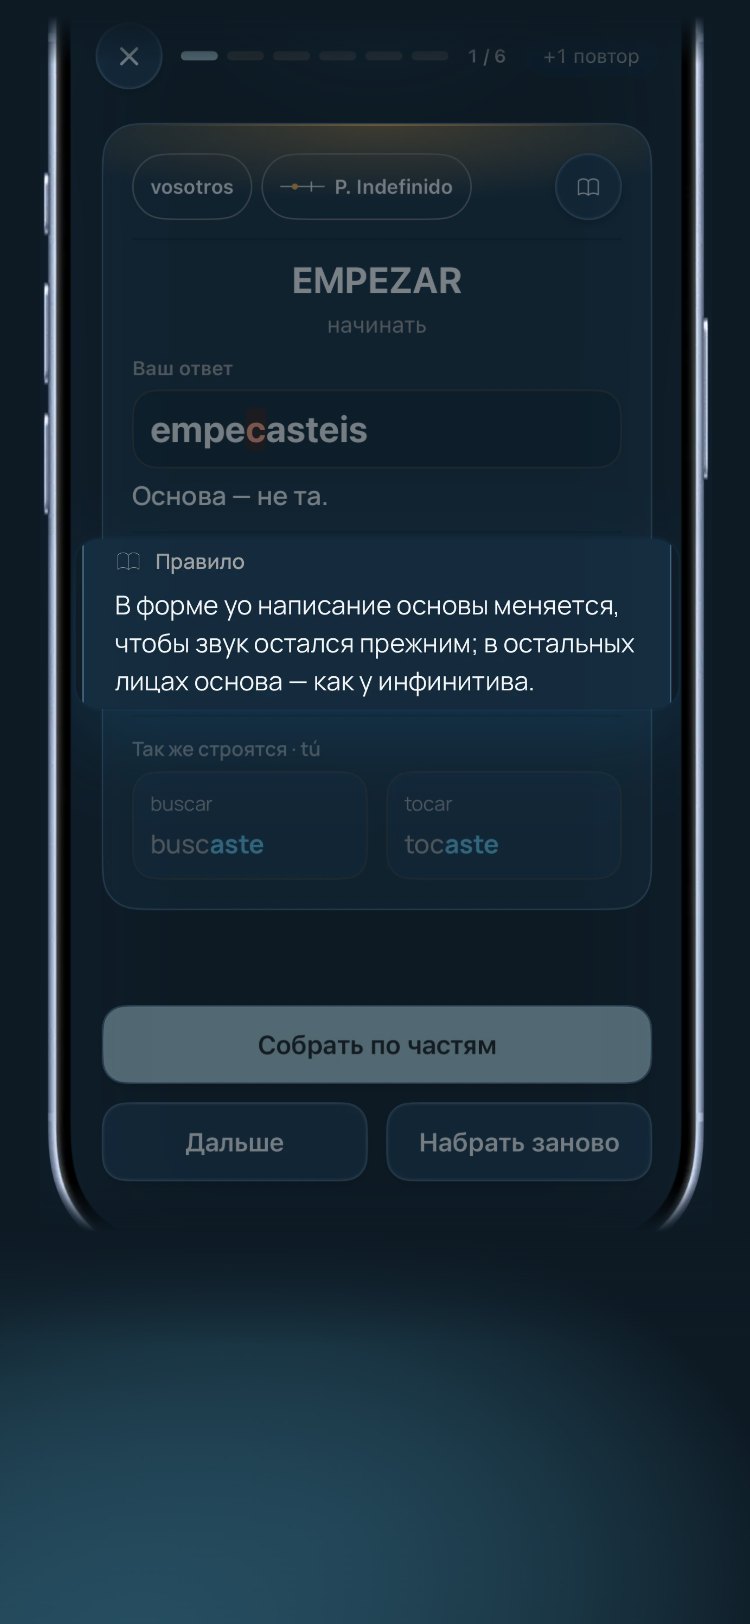 1 / 6 +1 повтор
vosotros P. Indefinido
EMPEZAR
начинать
Ваш ответ
empecasteis
Основа — не та.
Правило
В форме yo написание основы меняется,
чтобы звук остался прежним; в остальных
лицах основа — как у инфинитива.
Так же строятся · tú
buscar tocar
buscaste tocaste
Собрать по частям
Дальше Набрать заново